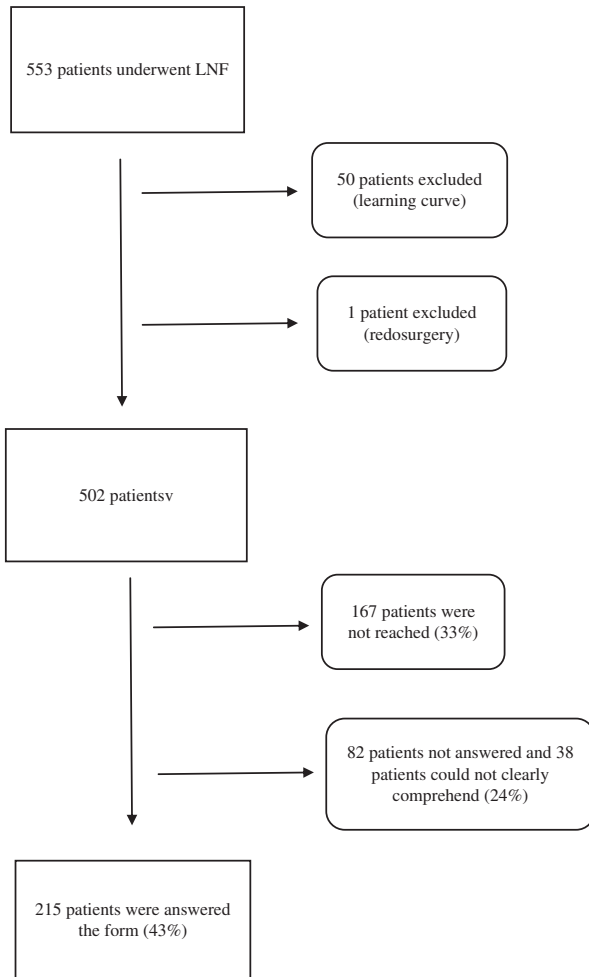 553 patients underwent LNF
50 patients excluded
(learning curve)
1 patient excluded
(redosurgery)
502 patientsv
167 patients were
not reached (33%)
82 patients not answered and 38
patients could not clearly
comprehend (24%)
215 patients were answered
the form (43%)